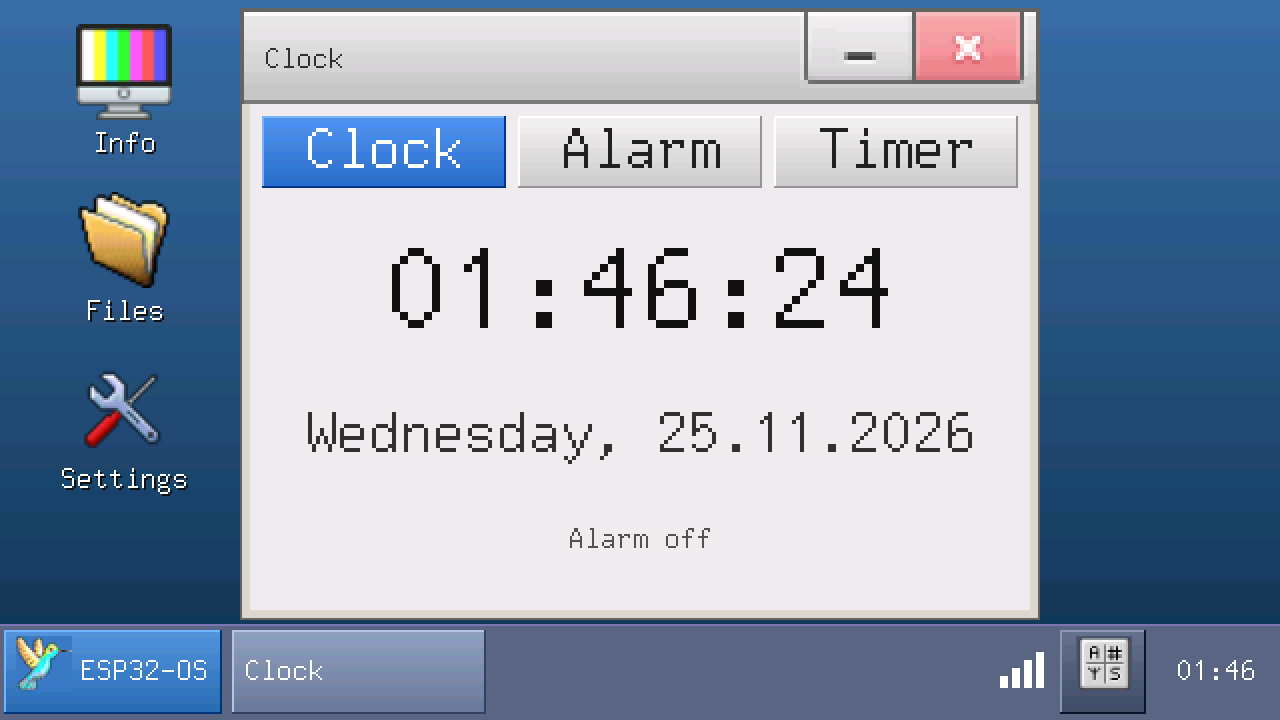 Info
Files
Settings
Clock
Clock Alarm Timer
01:46:24
Wednesday, 25.11.2026
Alarm off
ESP32-OS
Clock
A #
Y S
01:46